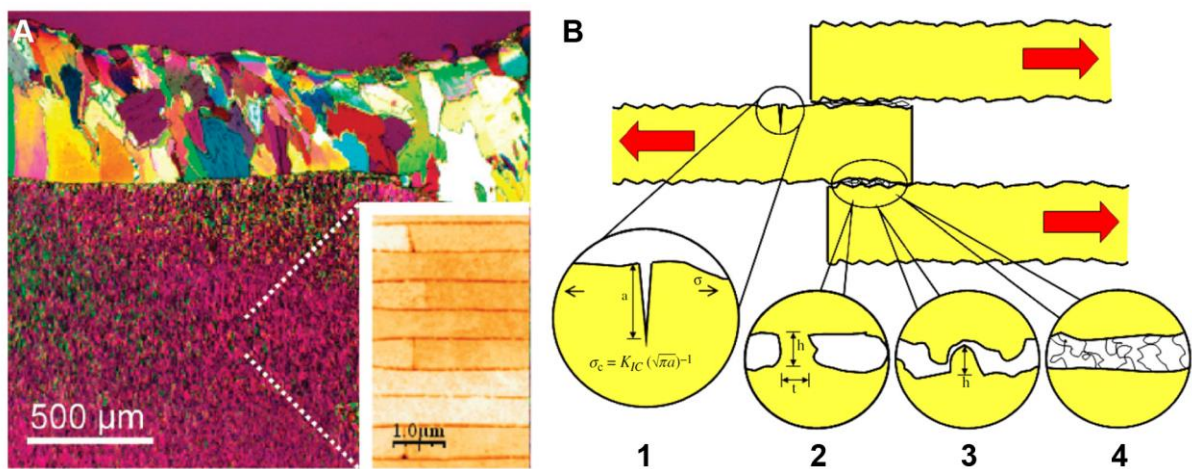 A
500 µm
1.0µm
B
a
σ
σc = KIC (√πa)⁻¹
h
t
h
1
2
3
4